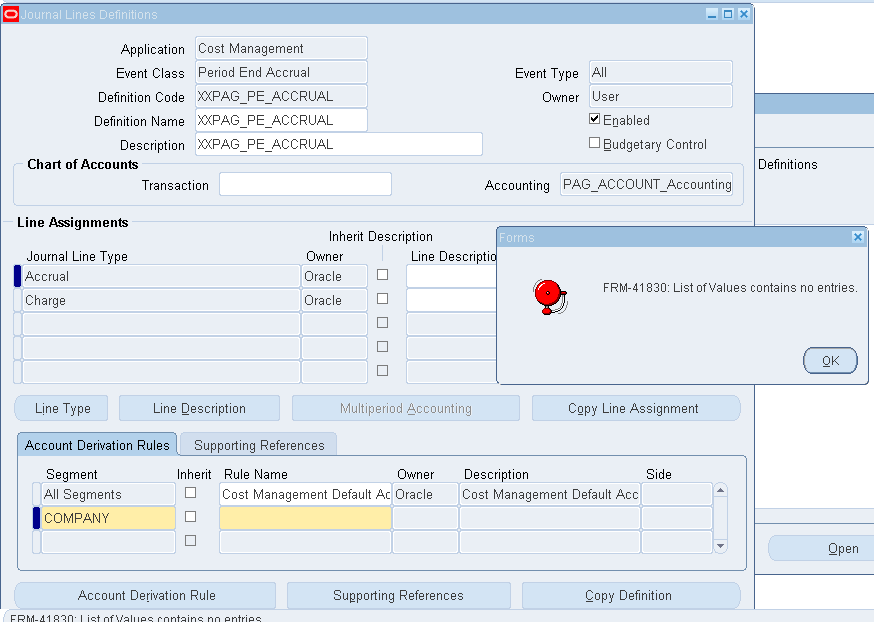 Journal Lines Definitions
Application Cost Management
Event Class Period End Accrual Event Type All
Definition Code XXPAG_PE_ACCRUAL Owner User
Definition Name XXPAG_PE_ACCRUAL Enabled
Description XXPAG_PE_ACCRUAL Budgetary Control
Chart of Accounts
Definitions
Transaction Accounting PAG_ACCOUNT_Accounting
Line Assignments
Inherit Description
Journal Line Type Owner Line Descriptio
Accrual Oracle
Charge Oracle
Forms
FRM-41830: List of Values contains no entries.
OK
Line Type Line Description Multiperiod Accounting Copy Line Assignment
Account Derivation Rules Supporting References
Segment Inherit Rule Name Owner Description Side
All Segments Cost Management Default Ac Oracle Cost Management Default Acc
COMPANY
Open
Account Derivation Rule Supporting References Copy Definition
FRM-41830: List of Values contains no entries.